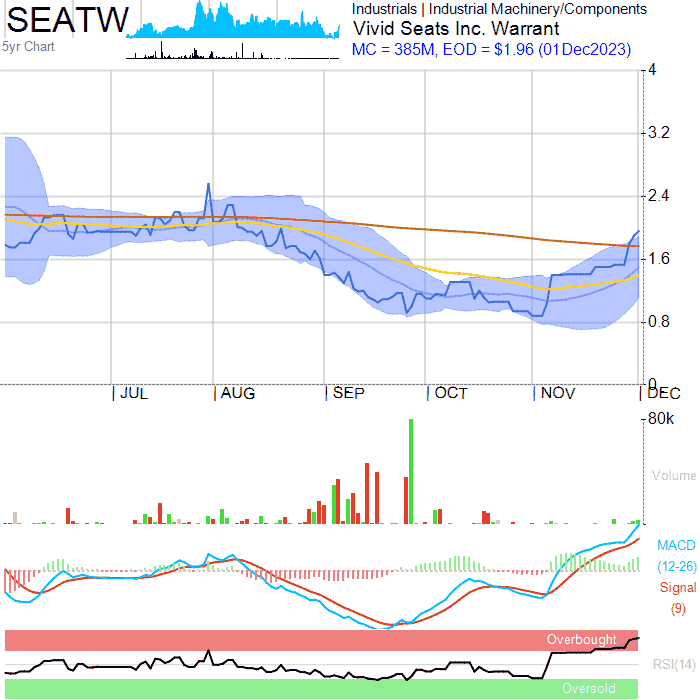 SEATW
5yr Chart
Industrials | Industrial Machinery/Components
Vivid Seats Inc. Warrant
MC = 385M, EOD = $1.96 (01Dec2023)
4
3.2
2.4
1.6
0.8
0
JUL AUG SEP OCT NOV DEC
80k
Volume
MACD
(12-26)
Signal
(9)
Overbought
RSI(14)
Oversold